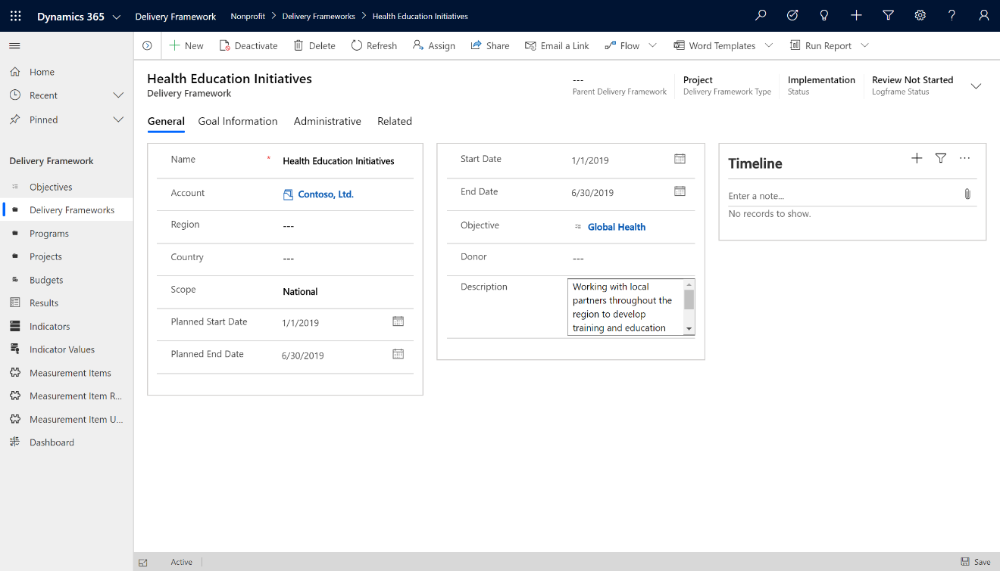 Dynamics 365
Delivery Framework
Nonprofit > Delivery Frameworks > Health Education Initiatives
New
Deactivate
Delete
Refresh
Assign
Share
Email a Link
Flow
Word Templates
Run Report
Home
Recent
Pinned
Delivery Framework
Objectives
Delivery Frameworks
Programs
Projects
Budgets
Results
Indicators
Indicator Values
Measurement Items
Measurement Item R...
Measurement Item U...
Dashboard
Health Education Initiatives
Delivery Framework
---
Parent Delivery Framework
Project
Delivery Framework Type
Implementation
Status
Review Not Started
Logframe Status
General
Goal Information
Administrative
Related
Name * Health Education Initiatives
Account Contoso, Ltd.
Region ---
Country ---
Scope National
Planned Start Date 1/1/2019
Planned End Date 6/30/2019
Start Date 1/1/2019
End Date 6/30/2019
Objective Global Health
Donor ---
Description
Working with local
partners throughout the
region to develop
training and education
Timeline
Enter a note...
No records to show.
Active
Save